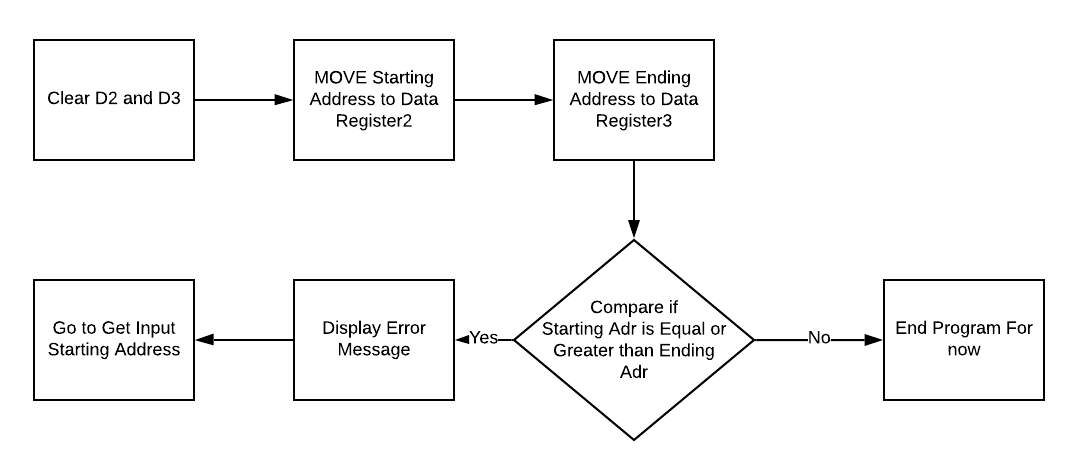 Clear D2 and D3
MOVE Starting
Address to Data
Register2
MOVE Ending
Address to Data
Register3
Go to Get Input
Starting Address
Display Error
Message
Yes
Compare if
Starting Adr is Equal or
Greater than Ending
Adr
No
End Program For
now